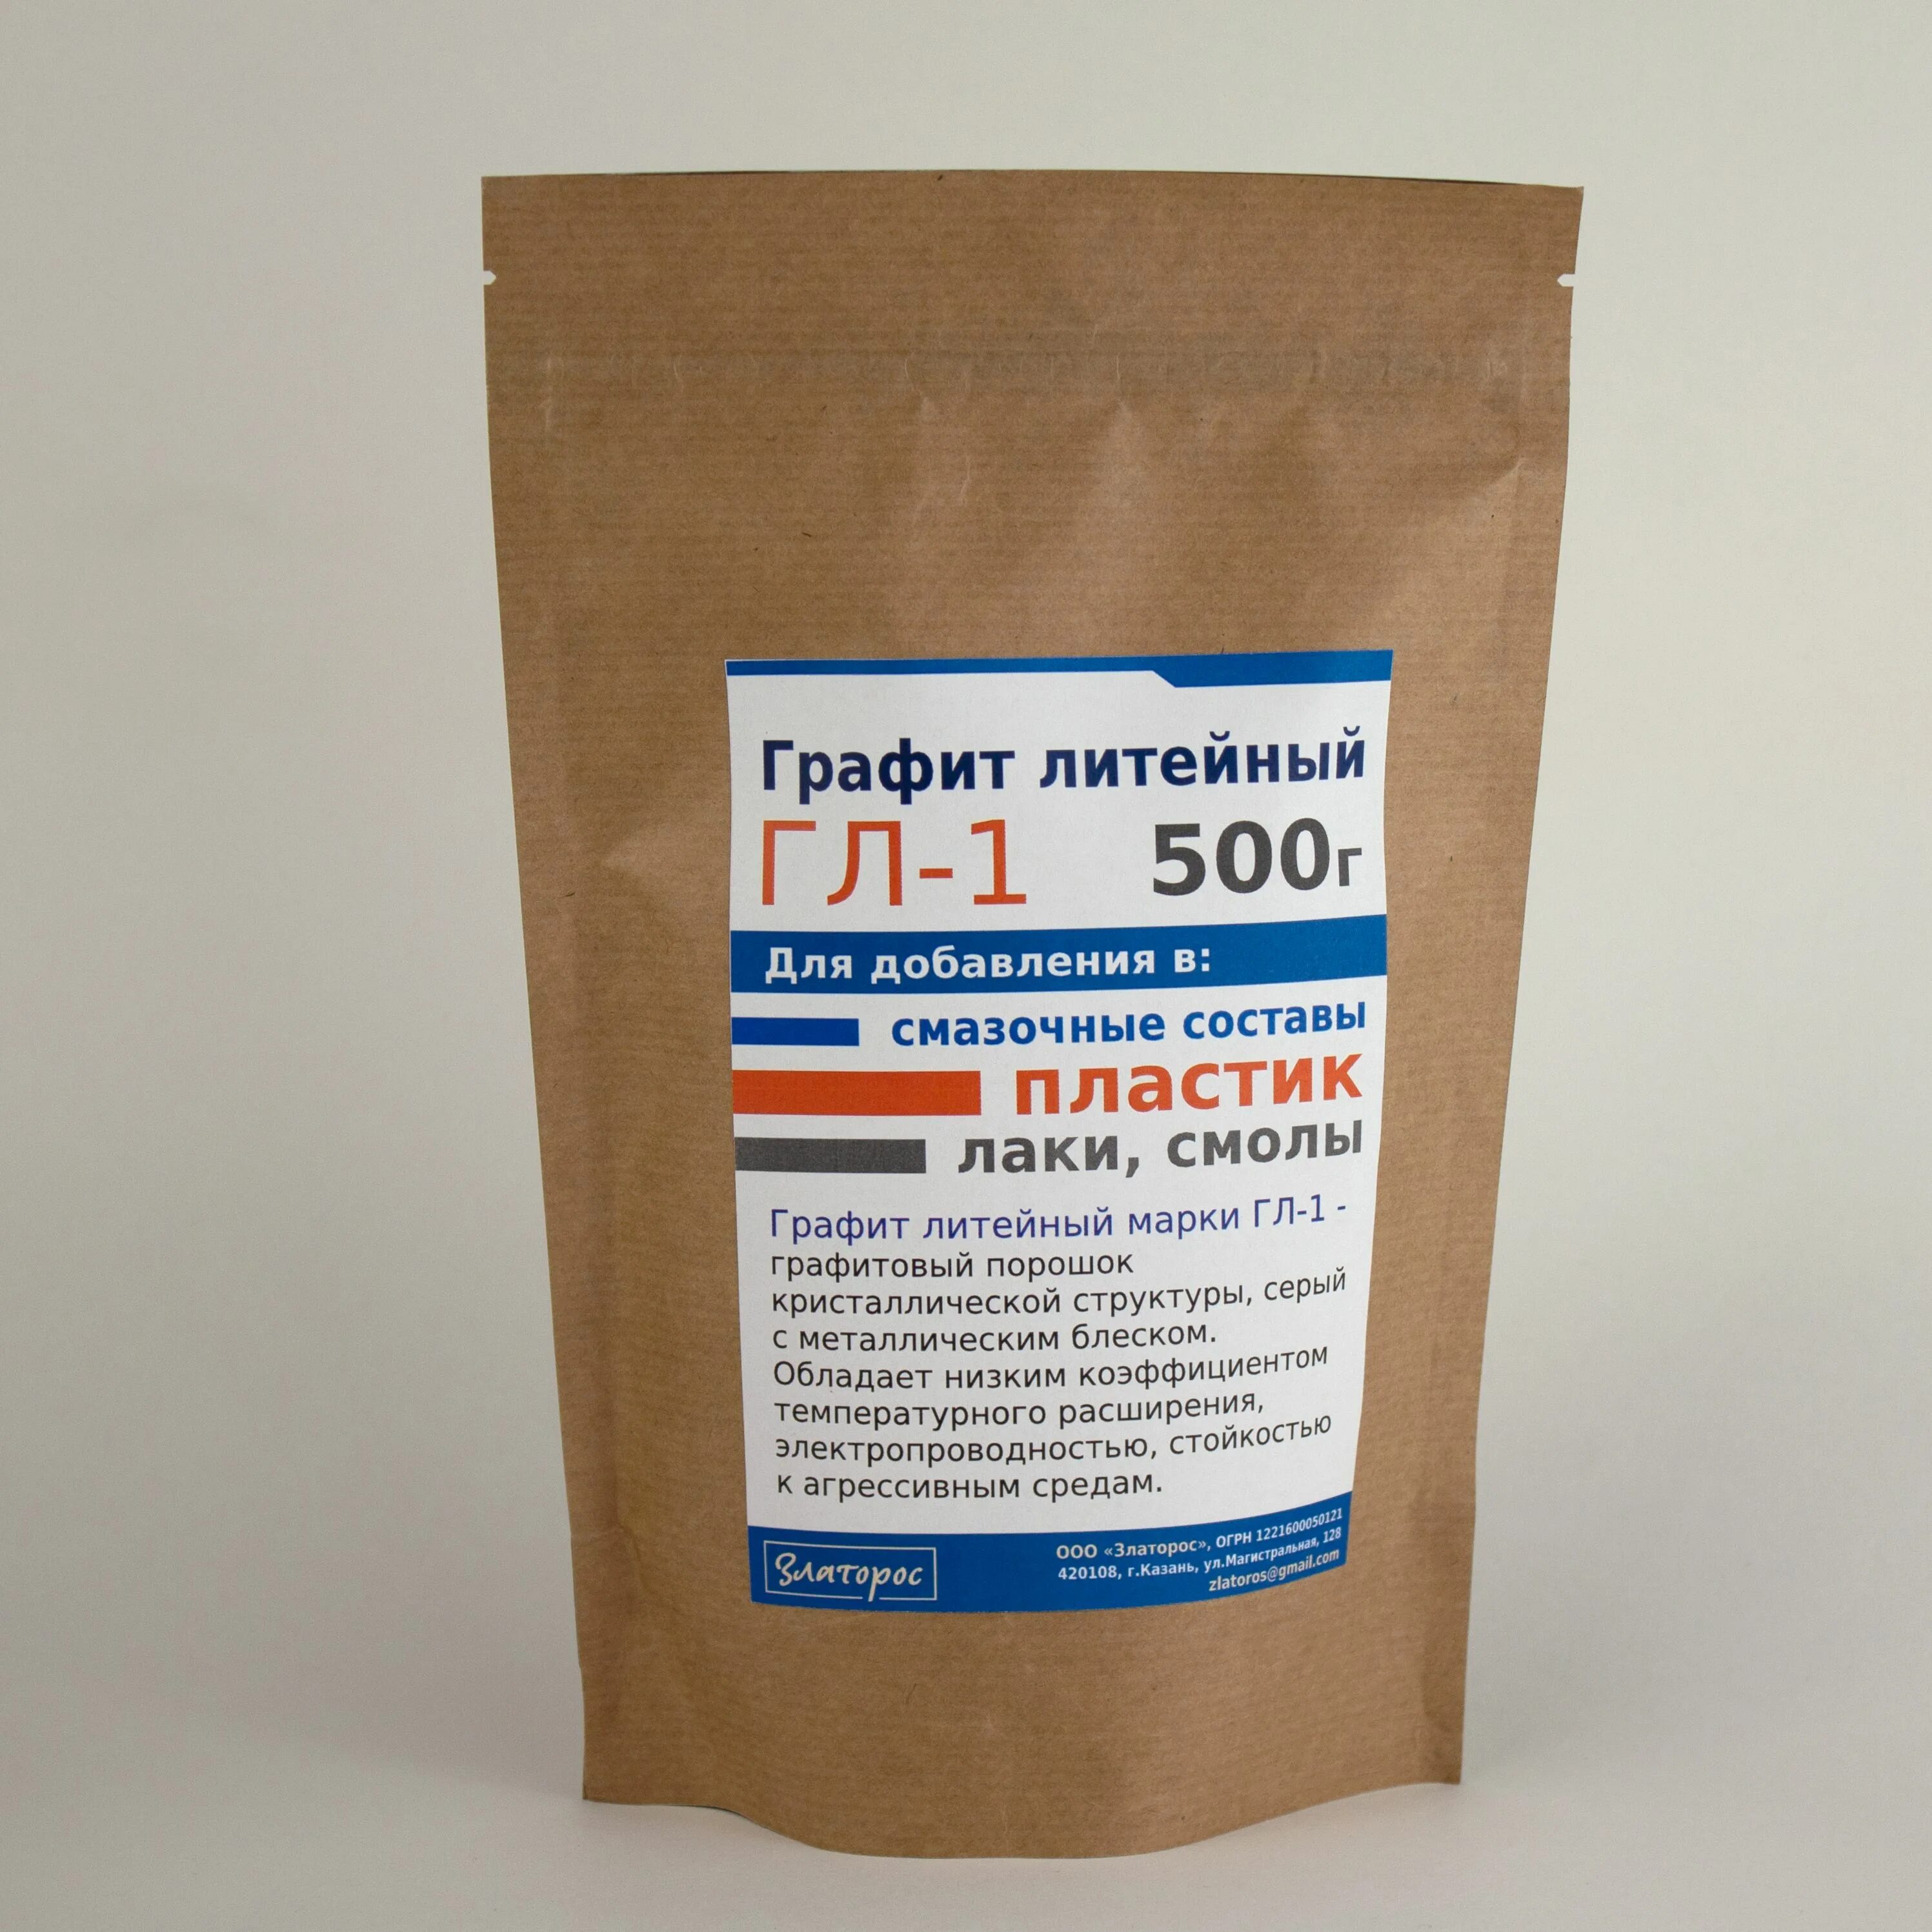 Графит литейный
ГЛ-1 500г
Для добавления в:
смазочные составы
пластик
лаки, смолы
Графит литейный марки ГЛ-1 -
графитовый порошок
кристаллической структуры, серый
с металлическим блеском.
Обладает низким коэффициентом
температурного расширения,
электропроводностью, стойкостью
к агрессивным средам.
Златорос
ООО «Златорос», ОГРН 1221600050121
420108, г.Казань, ул.Магистральная, 128
zlatoros@gmail.com